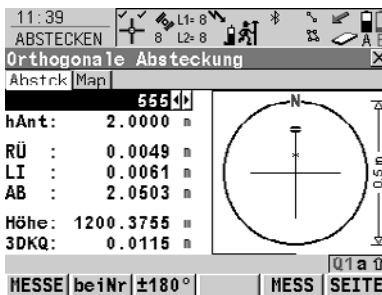 11:39
ABSTECKEN
8
L1= 8
L2= 8
A B
Orthogonale Absteckung
Abstck Map
555
hAnt: 2.0000 m
RÜ : 0.0049 m
LI : 0.0061 m
AB : 2.0503 m
Höhe: 1200.3755 m
3DKQ: 0.0115 m
N
0.5 m
Q1a
MESSE beiNr ±180° MESS SEITE